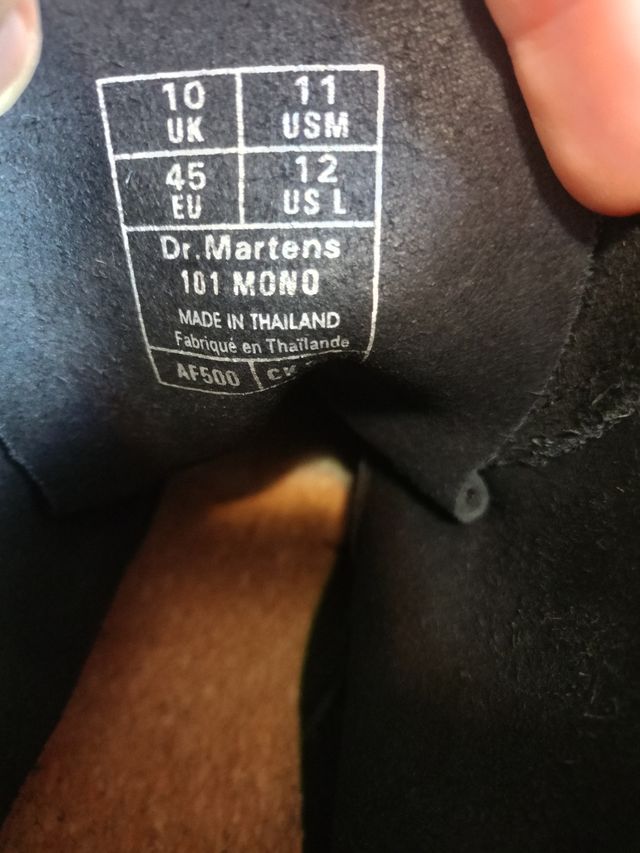 10 11
UK USM
45 12
EU US L
Dr.Martens
101 MONO
MADE IN THAILAND
Fabriqué en Thaïlande
AF500